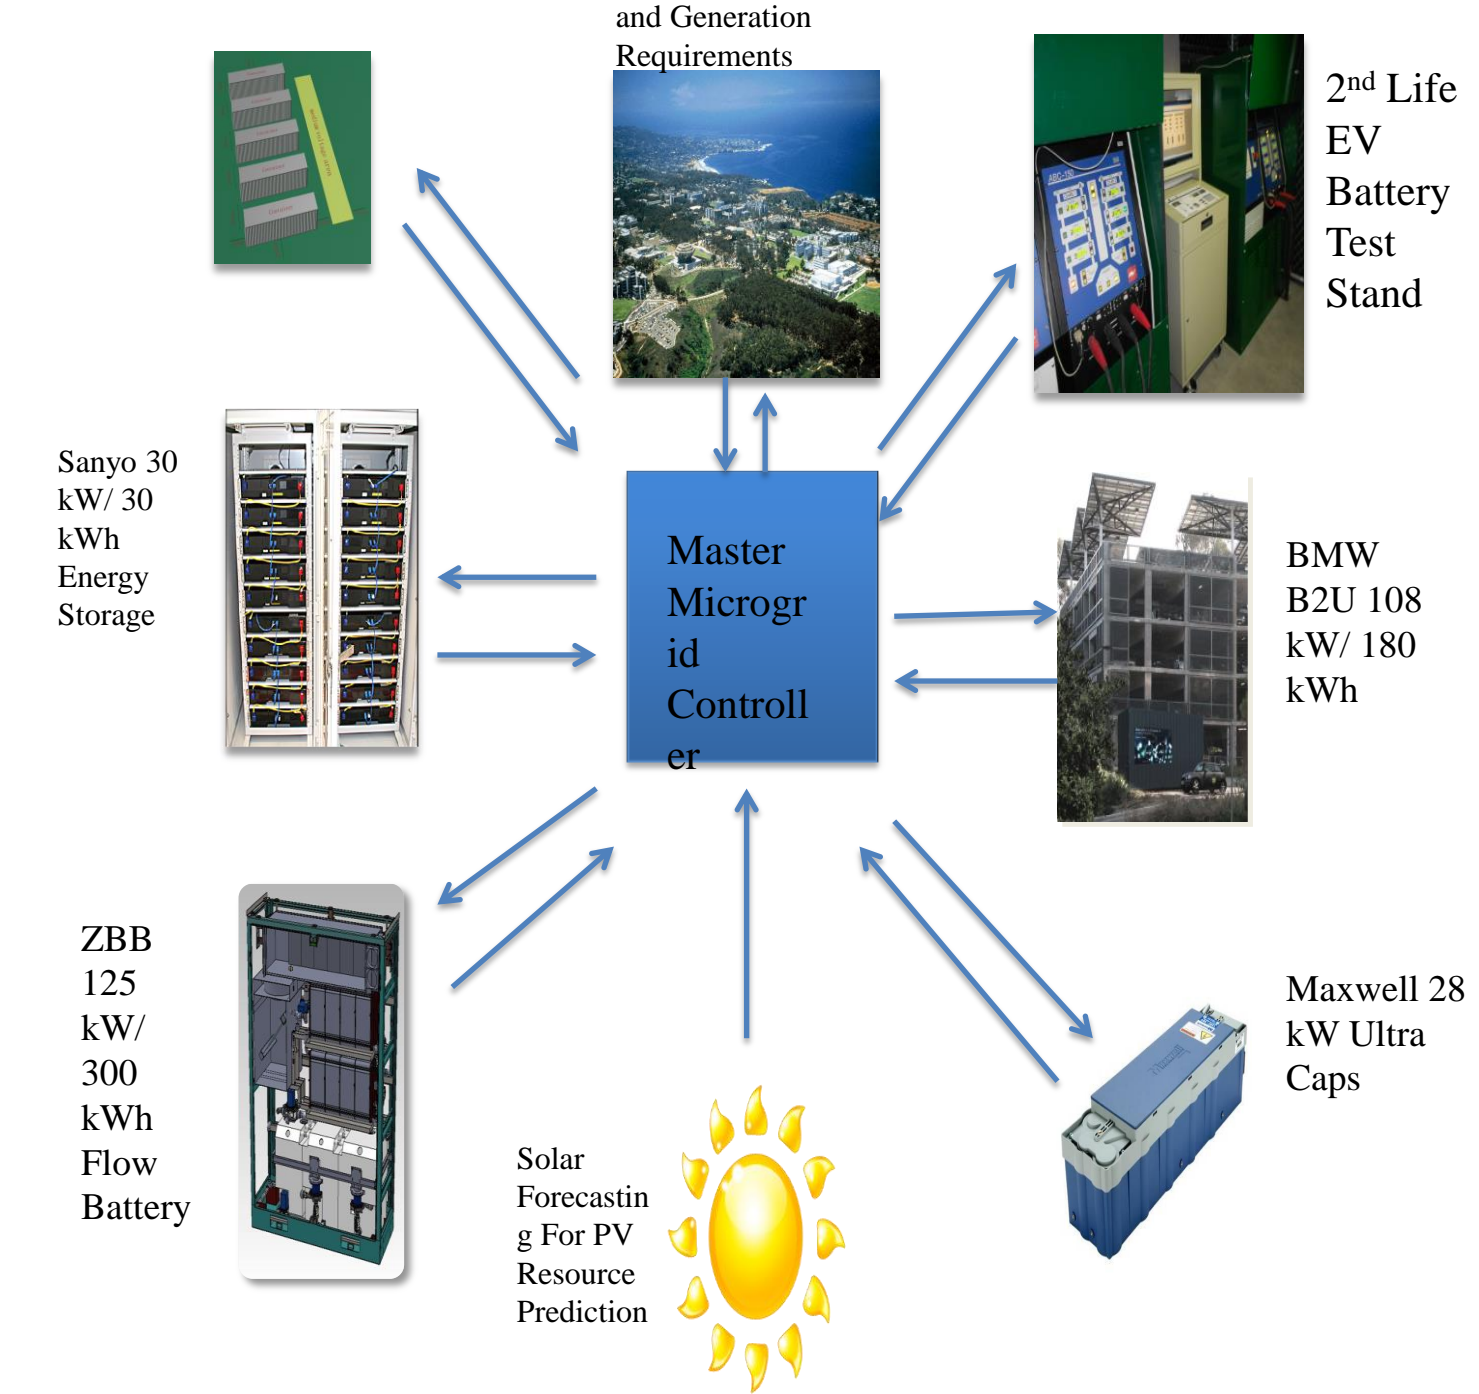 and Generation
Requirements
2nd Life
EV
Battery
Test
Stand
ABC-150
Sanyo 30
kW/ 30
kWh
Energy
Storage
Master
Microgr
id
Controll
er
BMW
B2U 108
kW/ 180
kWh
ZBB
125
kW/
300
kWh
Flow
Battery
Solar
Forecastin
g For PV
Resource
Prediction
Maxwell 28
kW Ultra
Caps